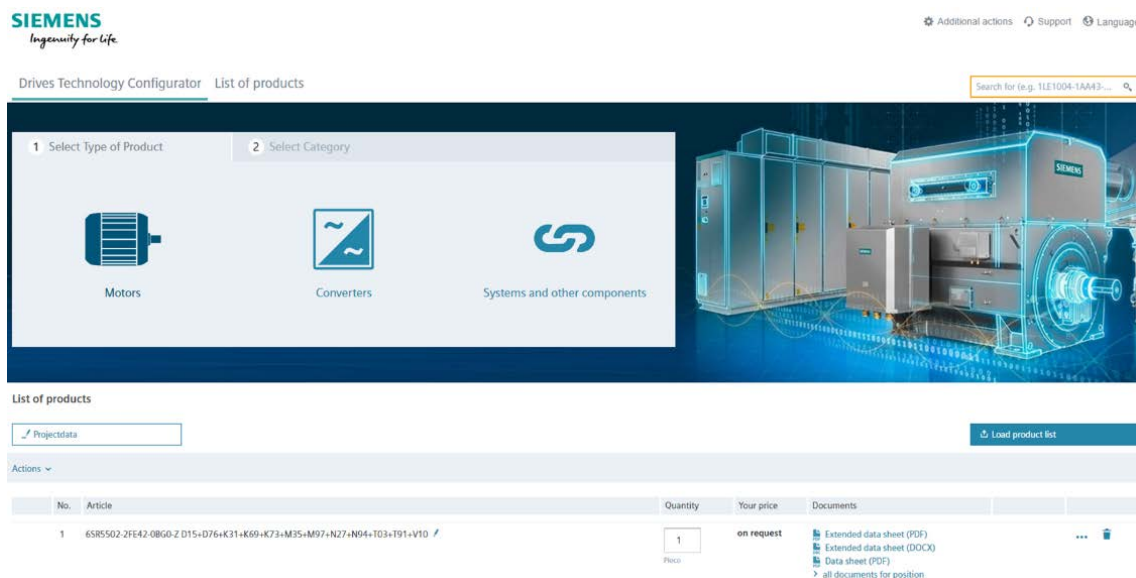 SIEMENS
Ingenuity for life
Additional actions Support Language
Drives Technology Configurator List of products
Search for (e.g. 1LE1004-1AA43-...
1 Select Type of Product 2 Select Category
SIEMENS
Motors Converters Systems and other components
List of products
Projectdata Load product list
Actions
No. Article Quantity Your price Documents
1 6SR5502-2FE42-0BG0-Z D15+D76+K31+K69+K73+M35+M97+N27+N94+T03+T91+V10 1 on request Extended data sheet (PDF)
Extended data sheet (DOCX)
Data sheet (PDF)
> all documents for position